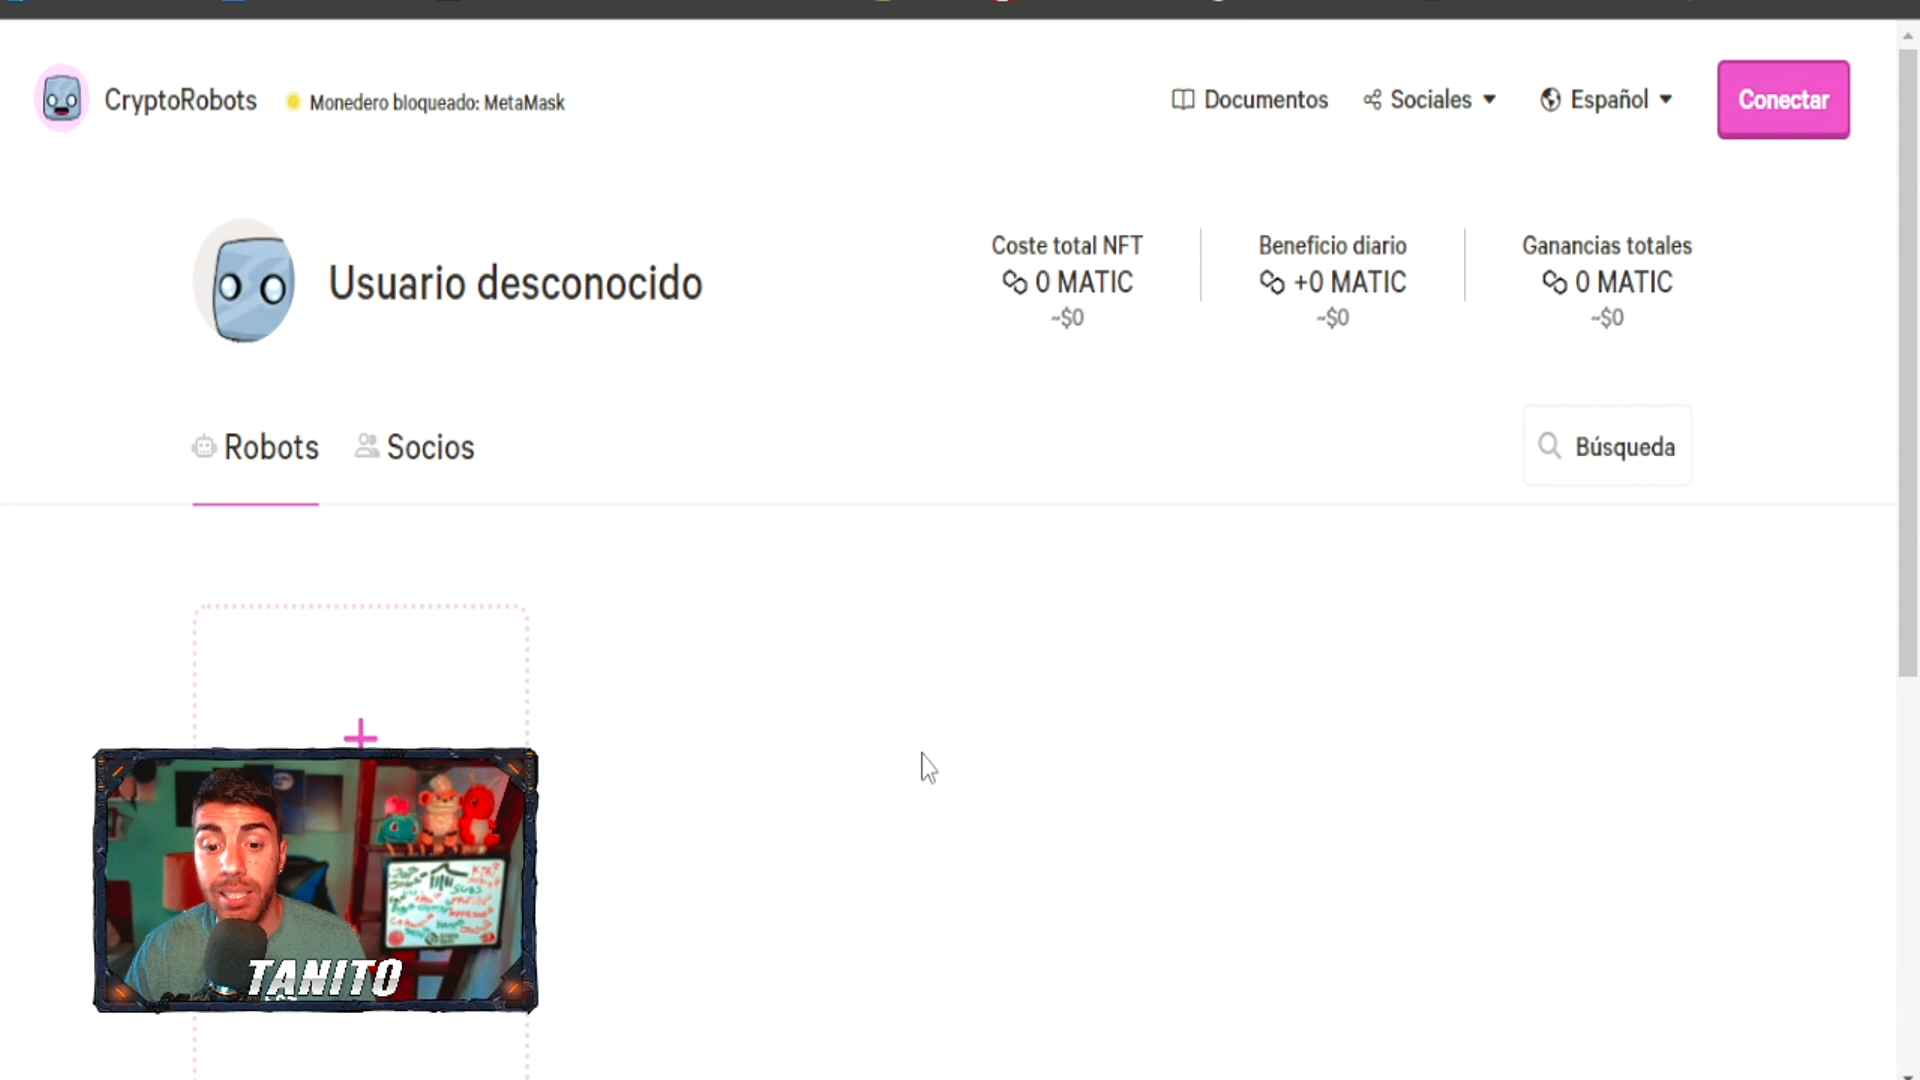 CryptoRobots
Monedero bloqueado: MetaMask
Documentos
Sociales
Español
Conectar
Usuario desconocido
Coste total NFT
0 MATIC
~$0
Beneficio diario
+0 MATIC
~$0
Ganancias totales
0 MATIC
~$0
Robots
Socios
Búsqueda
TANITO